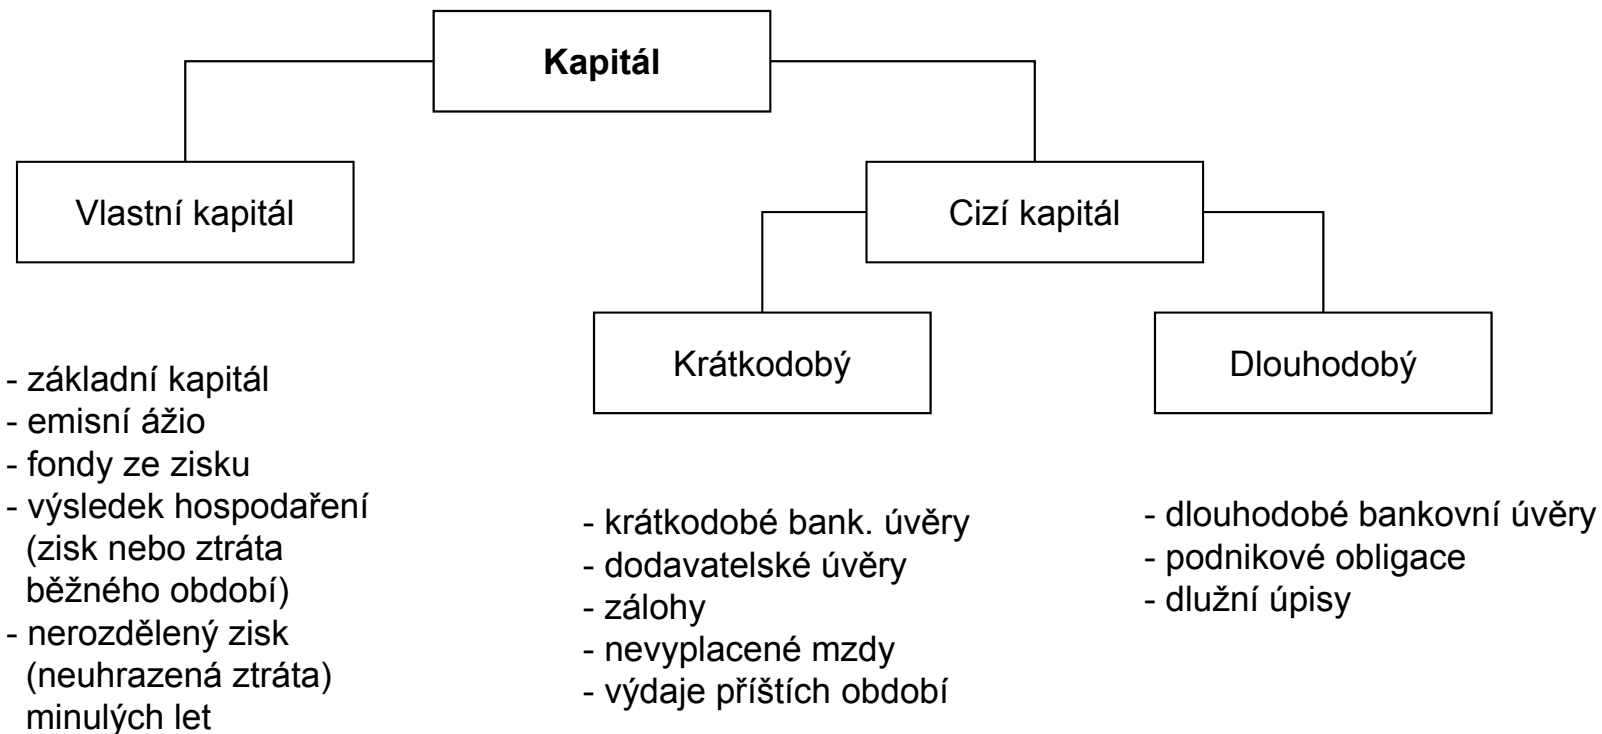 Kapitál
Vlastní kapitál
Cizí kapitál
Krátkodobý
Dlouhodobý
- základní kapitál
- emisní ážio
- fondy ze zisku
- výsledek hospodaření
(zisk nebo ztráta
běžného období)
- nerozdělený zisk
(neuhrazená ztráta)
minulých let
- krátkodobé bank. úvěry
- dodavatelské úvěry
- zálohy
- nevyplacené mzdy
- výdaje příštích období
- dlouhodobé bankovní úvěry
- podnikové obligace
- dlužní úpisy